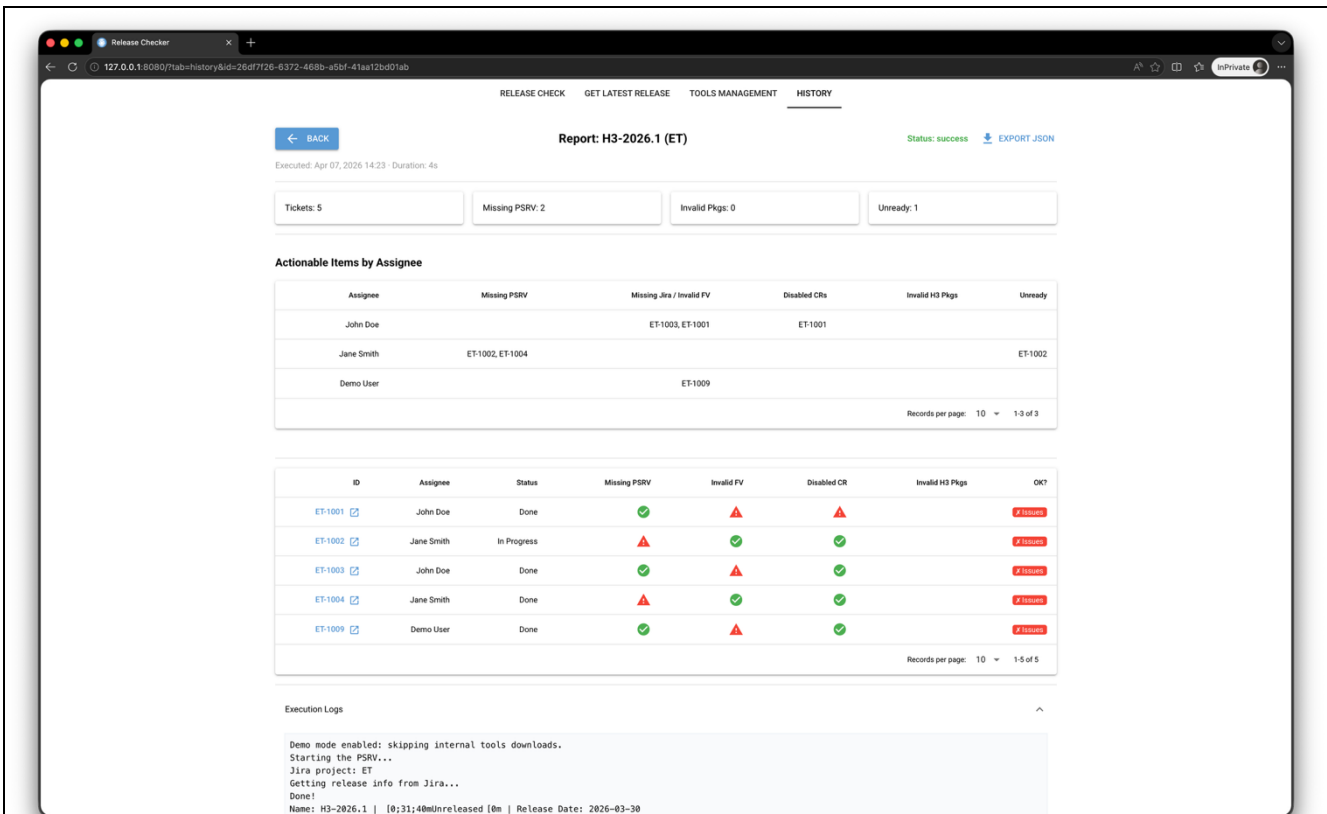 Release Checker
127.0.0.1:8080/?tab=history&id=26df7f26-6372-468b-a5bf-41aa12bd01ab
InPrivate
RELEASE CHECK GET LATEST RELEASE TOOLS MANAGEMENT HISTORY
BACK Report: H3-2026.1 (ET) Status: success EXPORT JSON
Executed: Apr 07, 2026 14:23 · Duration: 4s
Tickets: 5 Missing PSRV: 2 Invalid Pkgs: 0 Unready: 1
Actionable Items by Assignee
Assignee Missing PSRV Missing Jira / Invalid FV Disabled CRs Invalid H3 Pkgs Unready
John Doe ET-1003, ET-1001 ET-1001
Jane Smith ET-1002, ET-1004 ET-1002
Demo User ET-1009
Records per page: 10 1-3 of 3
ID Assignee Status Missing PSRV Invalid FV Disabled CR Invalid H3 Pkgs OK?
ET-1001 John Doe Done ✗ Issues
ET-1002 Jane Smith In Progress ✗ Issues
ET-1003 John Doe Done ✗ Issues
ET-1004 Jane Smith Done ✗ Issues
ET-1009 Demo User Done ✗ Issues
Records per page: 10 1-5 of 5
Execution Logs
Demo mode enabled: skipping internal tools downloads.
Starting the PSRV...
Jira project: ET
Getting release info from Jira...
Done!
Name: H3-2026.1 | [0;31;40mUnreleased [0m | Release Date: 2026-03-30